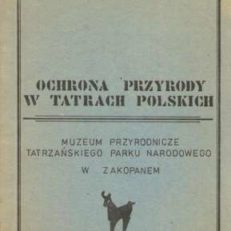 OCHRONA PRZYRODY
W TATRACH POLSKICH
MUZEUM PRZYRODNICZE
TATRZAŃSKIEGO PARKU NARODOWEGO
W ZAKOPANEM